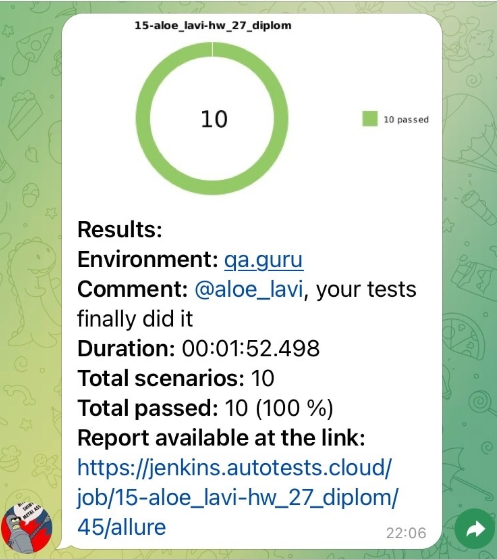 15-aloe_lavi-hw_27_diplom
10
10 passed
Results:
Environment: qa.guru
Comment: @aloe_lavi, your tests
finally did it
Duration: 00:01:52.498
Total scenarios: 10
Total passed: 10 (100 %)
Report available at the link:
https://jenkins.autotests.cloud/
job/15-aloe_lavi-hw_27_diplom/
45/allure
22:06